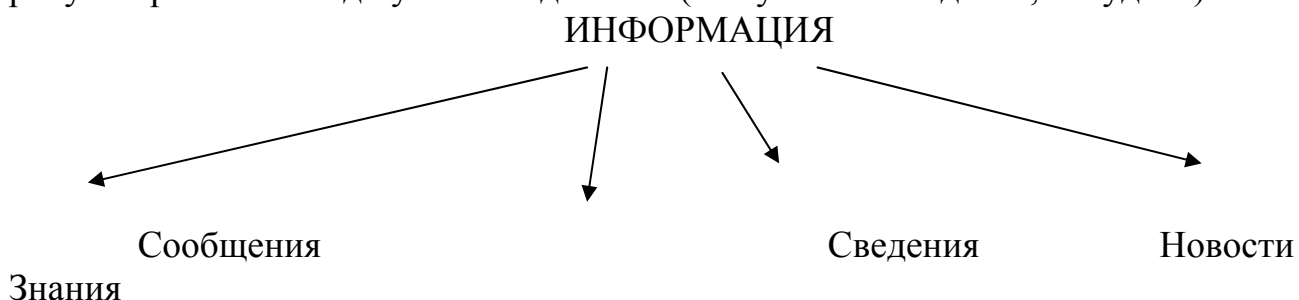 ИНФОРМАЦИЯ
Сообщения Сведения Новости
Знания